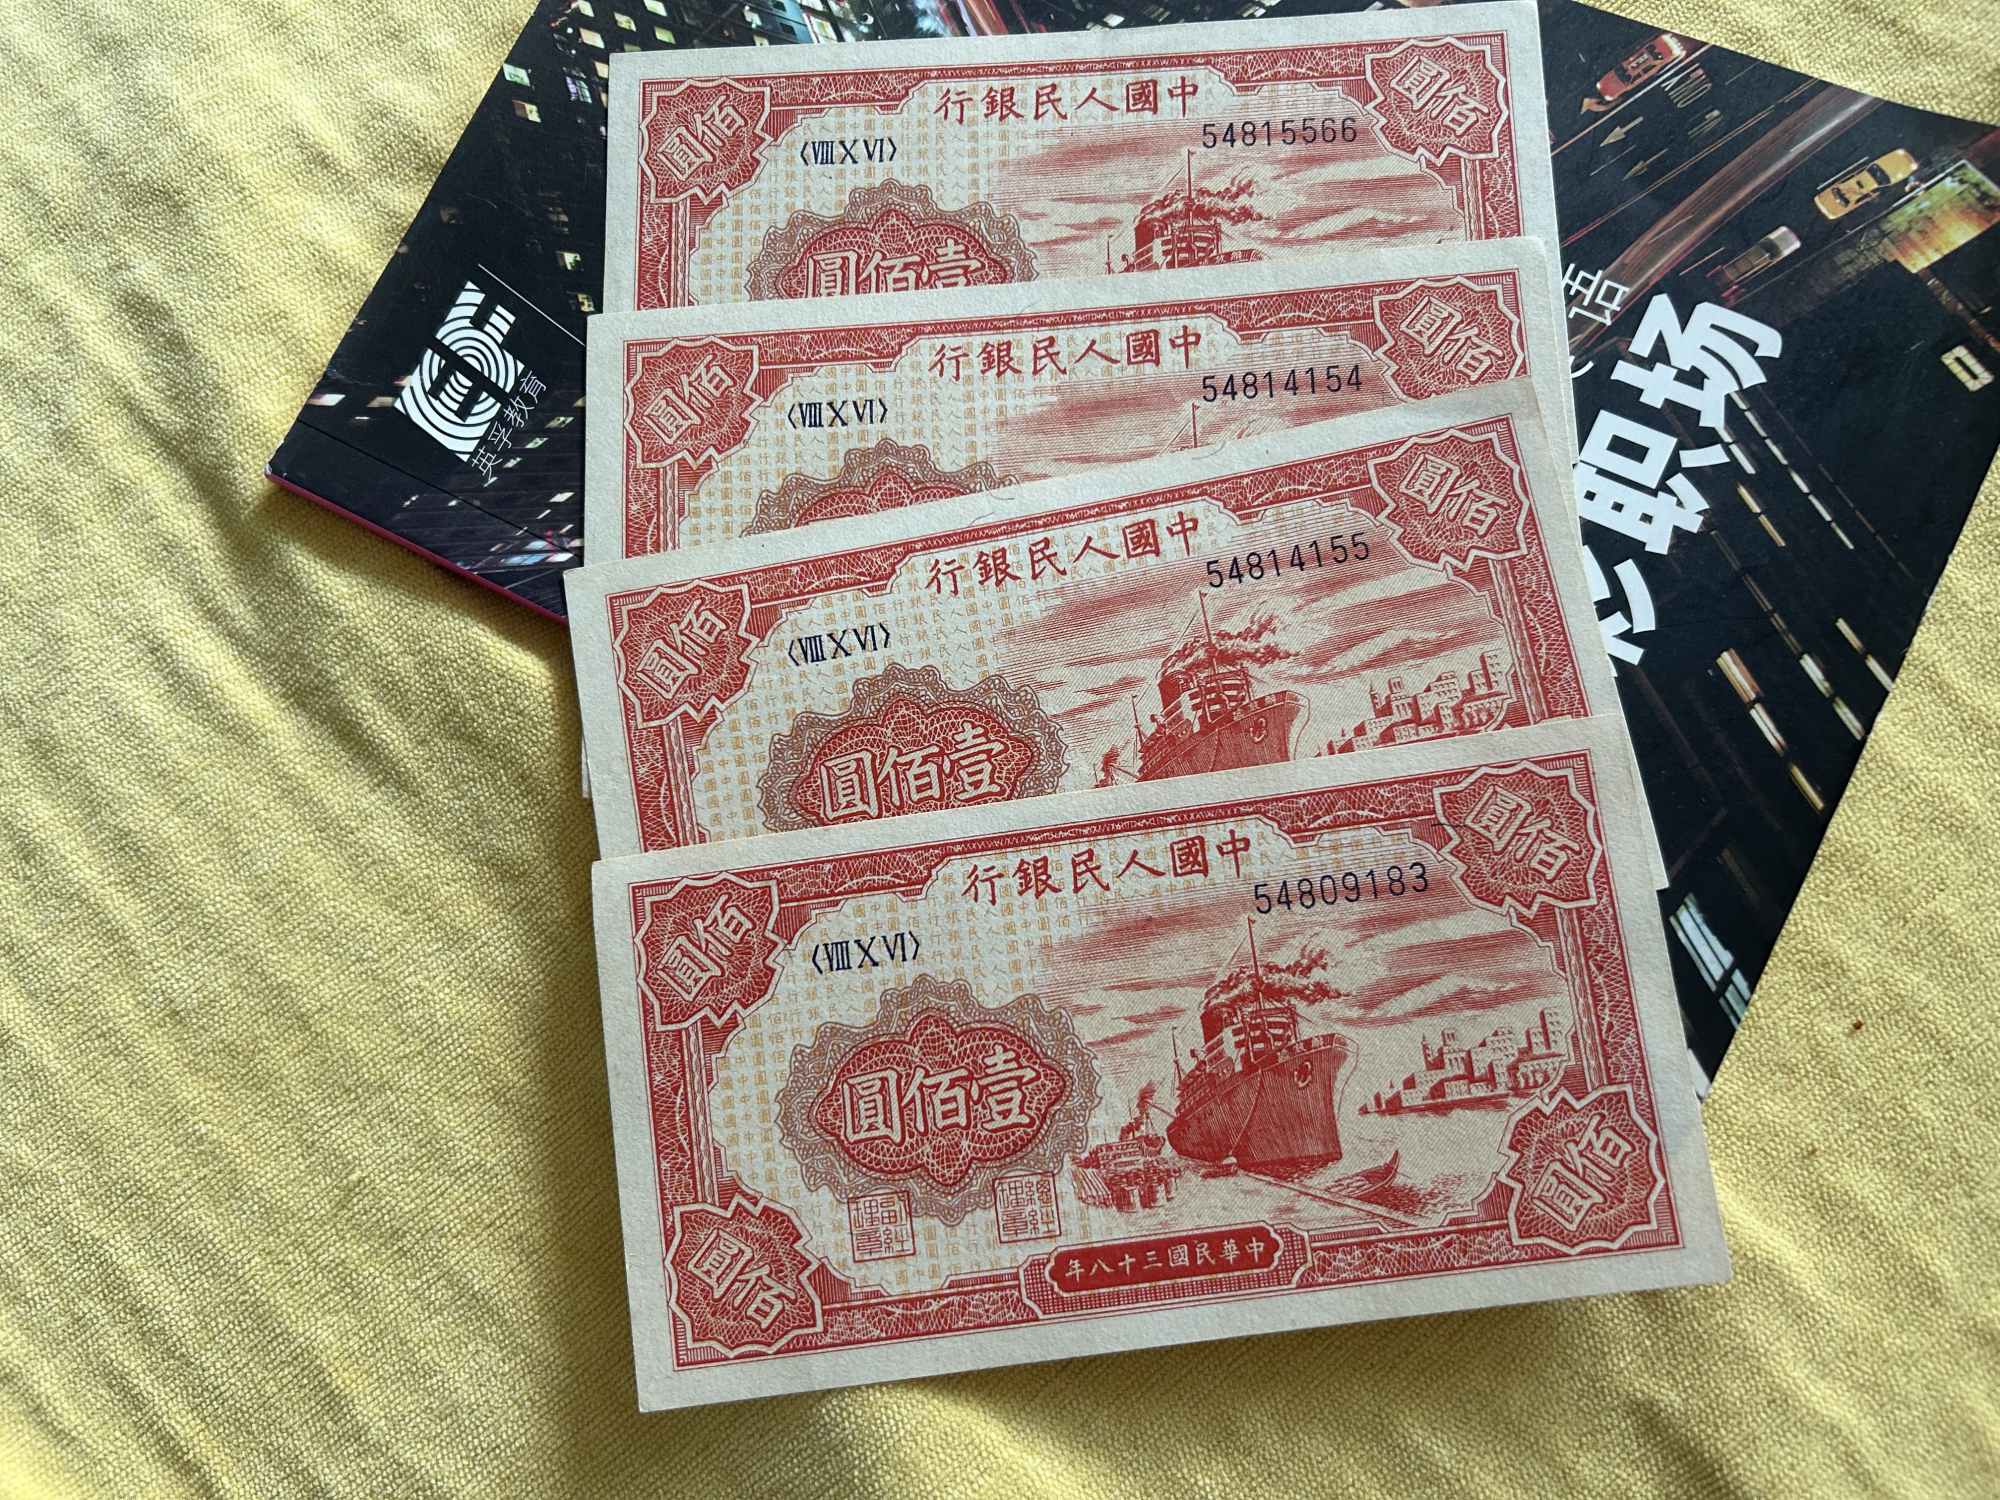 行銀民人國中
圓佰
圓佰
54815566
〈Ⅷ Ⅹ Ⅵ〉
圓佰壹
行銀民人國中
圓佰
圓佰
54814154
〈Ⅷ Ⅹ Ⅵ〉
行銀民人國中
圓佰
圓佰
54814155
〈Ⅷ Ⅹ Ⅵ〉
圓佰壹
行銀民人國中
圓佰
圓佰
54809183
〈Ⅷ Ⅹ Ⅵ〉
圓佰壹
圓佰
圓佰
年八十三國民華中
EF
英孚教育
职场